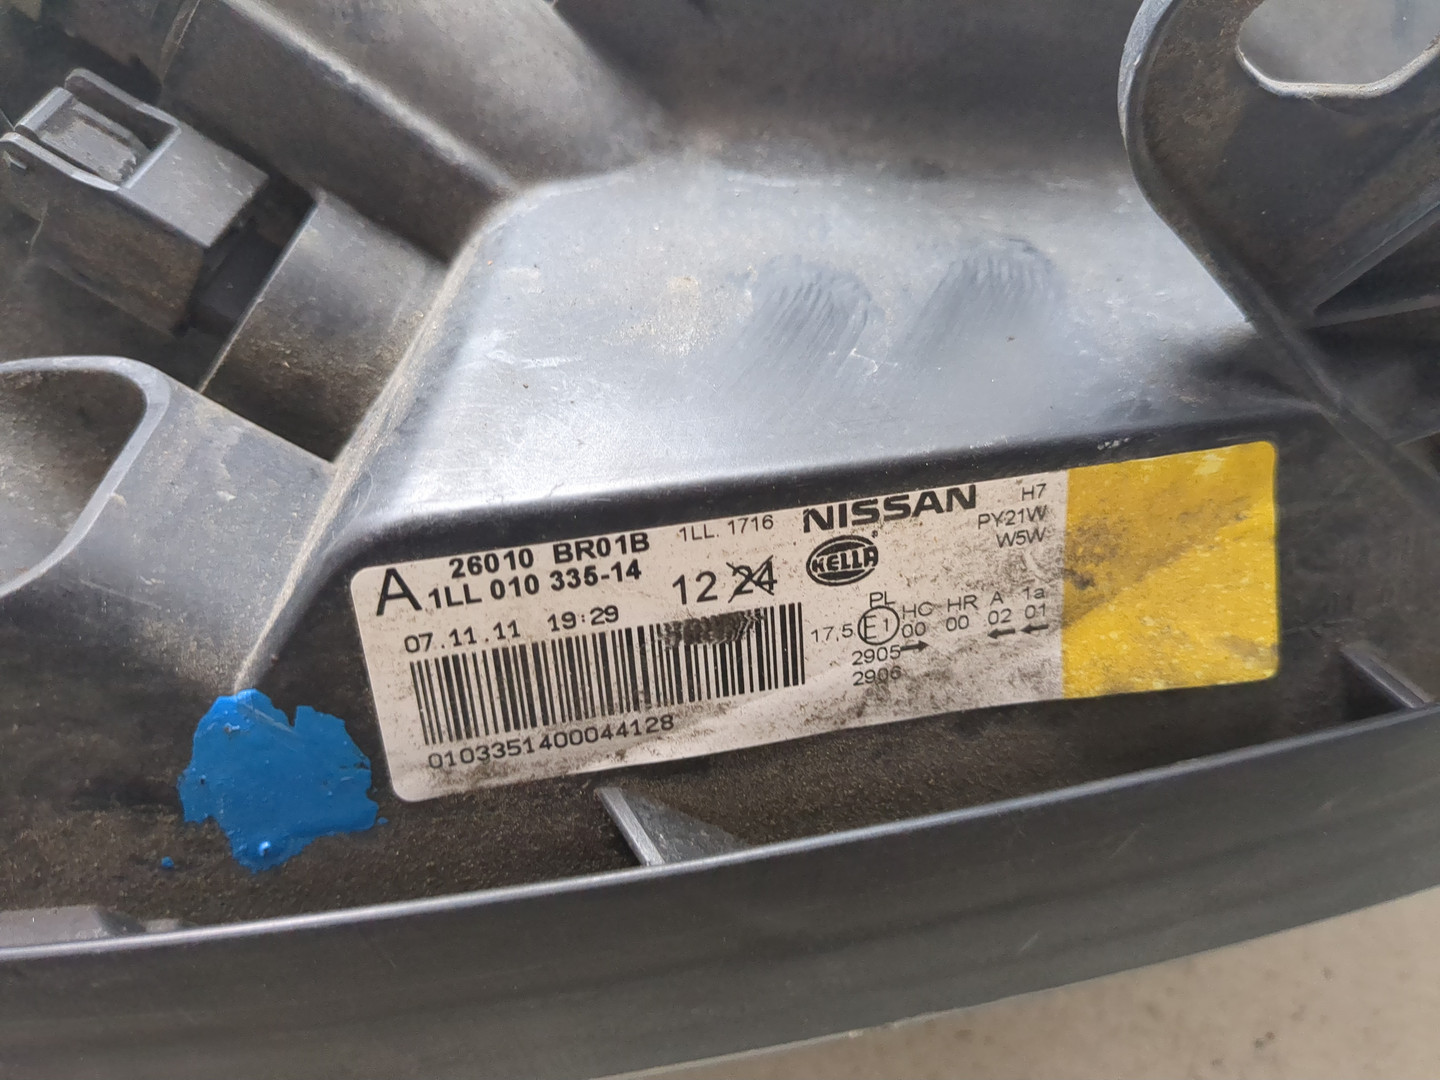 A
26010 BR01B
1LL 010 335-14
1LL. 1716
NISSAN
H7
PY21W
W5W
07.11.11 19:29
12 24
HELLA
PL
17,5 E1
HC HR A 1a
00 00 02 01
2905
2906
0103351400044128